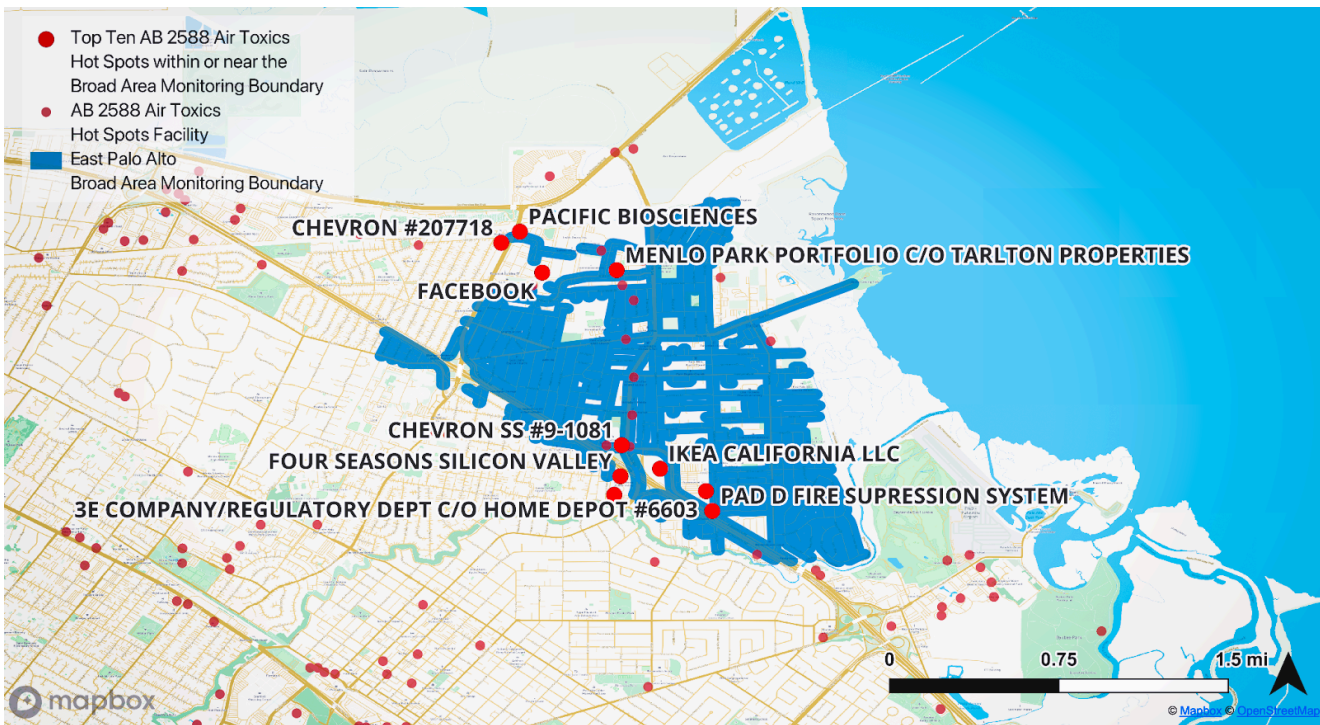 Top Ten AB 2588 Air Toxics
Hot Spots within or near the
Broad Area Monitoring Boundary
AB 2588 Air Toxics
Hot Spots Facility
East Palo Alto
Broad Area Monitoring Boundary
PACIFIC BIOSCIENCES
CHEVRON #207718
MENLO PARK PORTFOLIO C/O TARLTON PROPERTIES
FACEBOOK
CHEVRON SS #9-1081
IKEA CALIFORNIA LLC
FOUR SEASONS SILICON VALLEY
PAD D FIRE SUPRESSION SYSTEM
3E COMPANY/REGULATORY DEPT C/O HOME DEPOT #6603
0 0.75 1.5 mi
mapbox
© Mapbox © OpenStreetMap